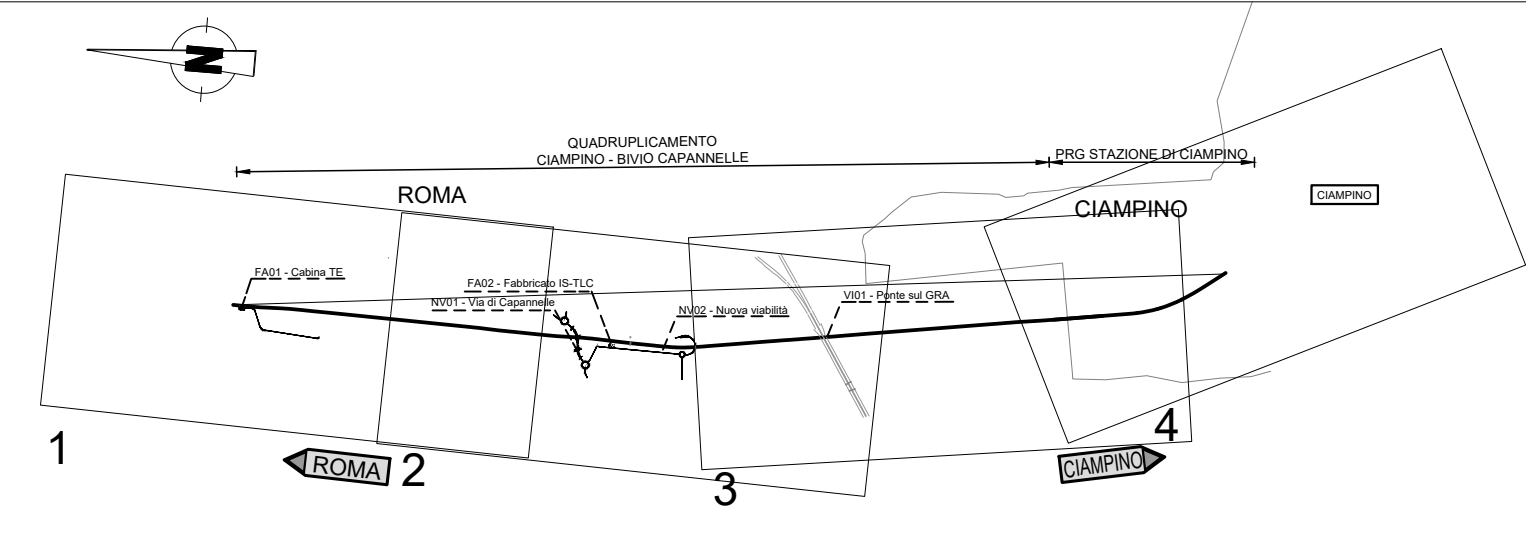 N
QUADRUPLICAMENTO
CIAMPINO - BIVIO CAPANNELLE
PRG STAZIONE DI CIAMPINO
CIAMPINO
ROMA
CIAMPINO
FA01 - Cabina TE
FA02 - Fabbricato IS-TLC
NV01 - Via di Capannelle
NV02 - Nuova viabilità
VI01 - Ponte sul GRA
1
ROMA
2
3
4
CIAMPINO